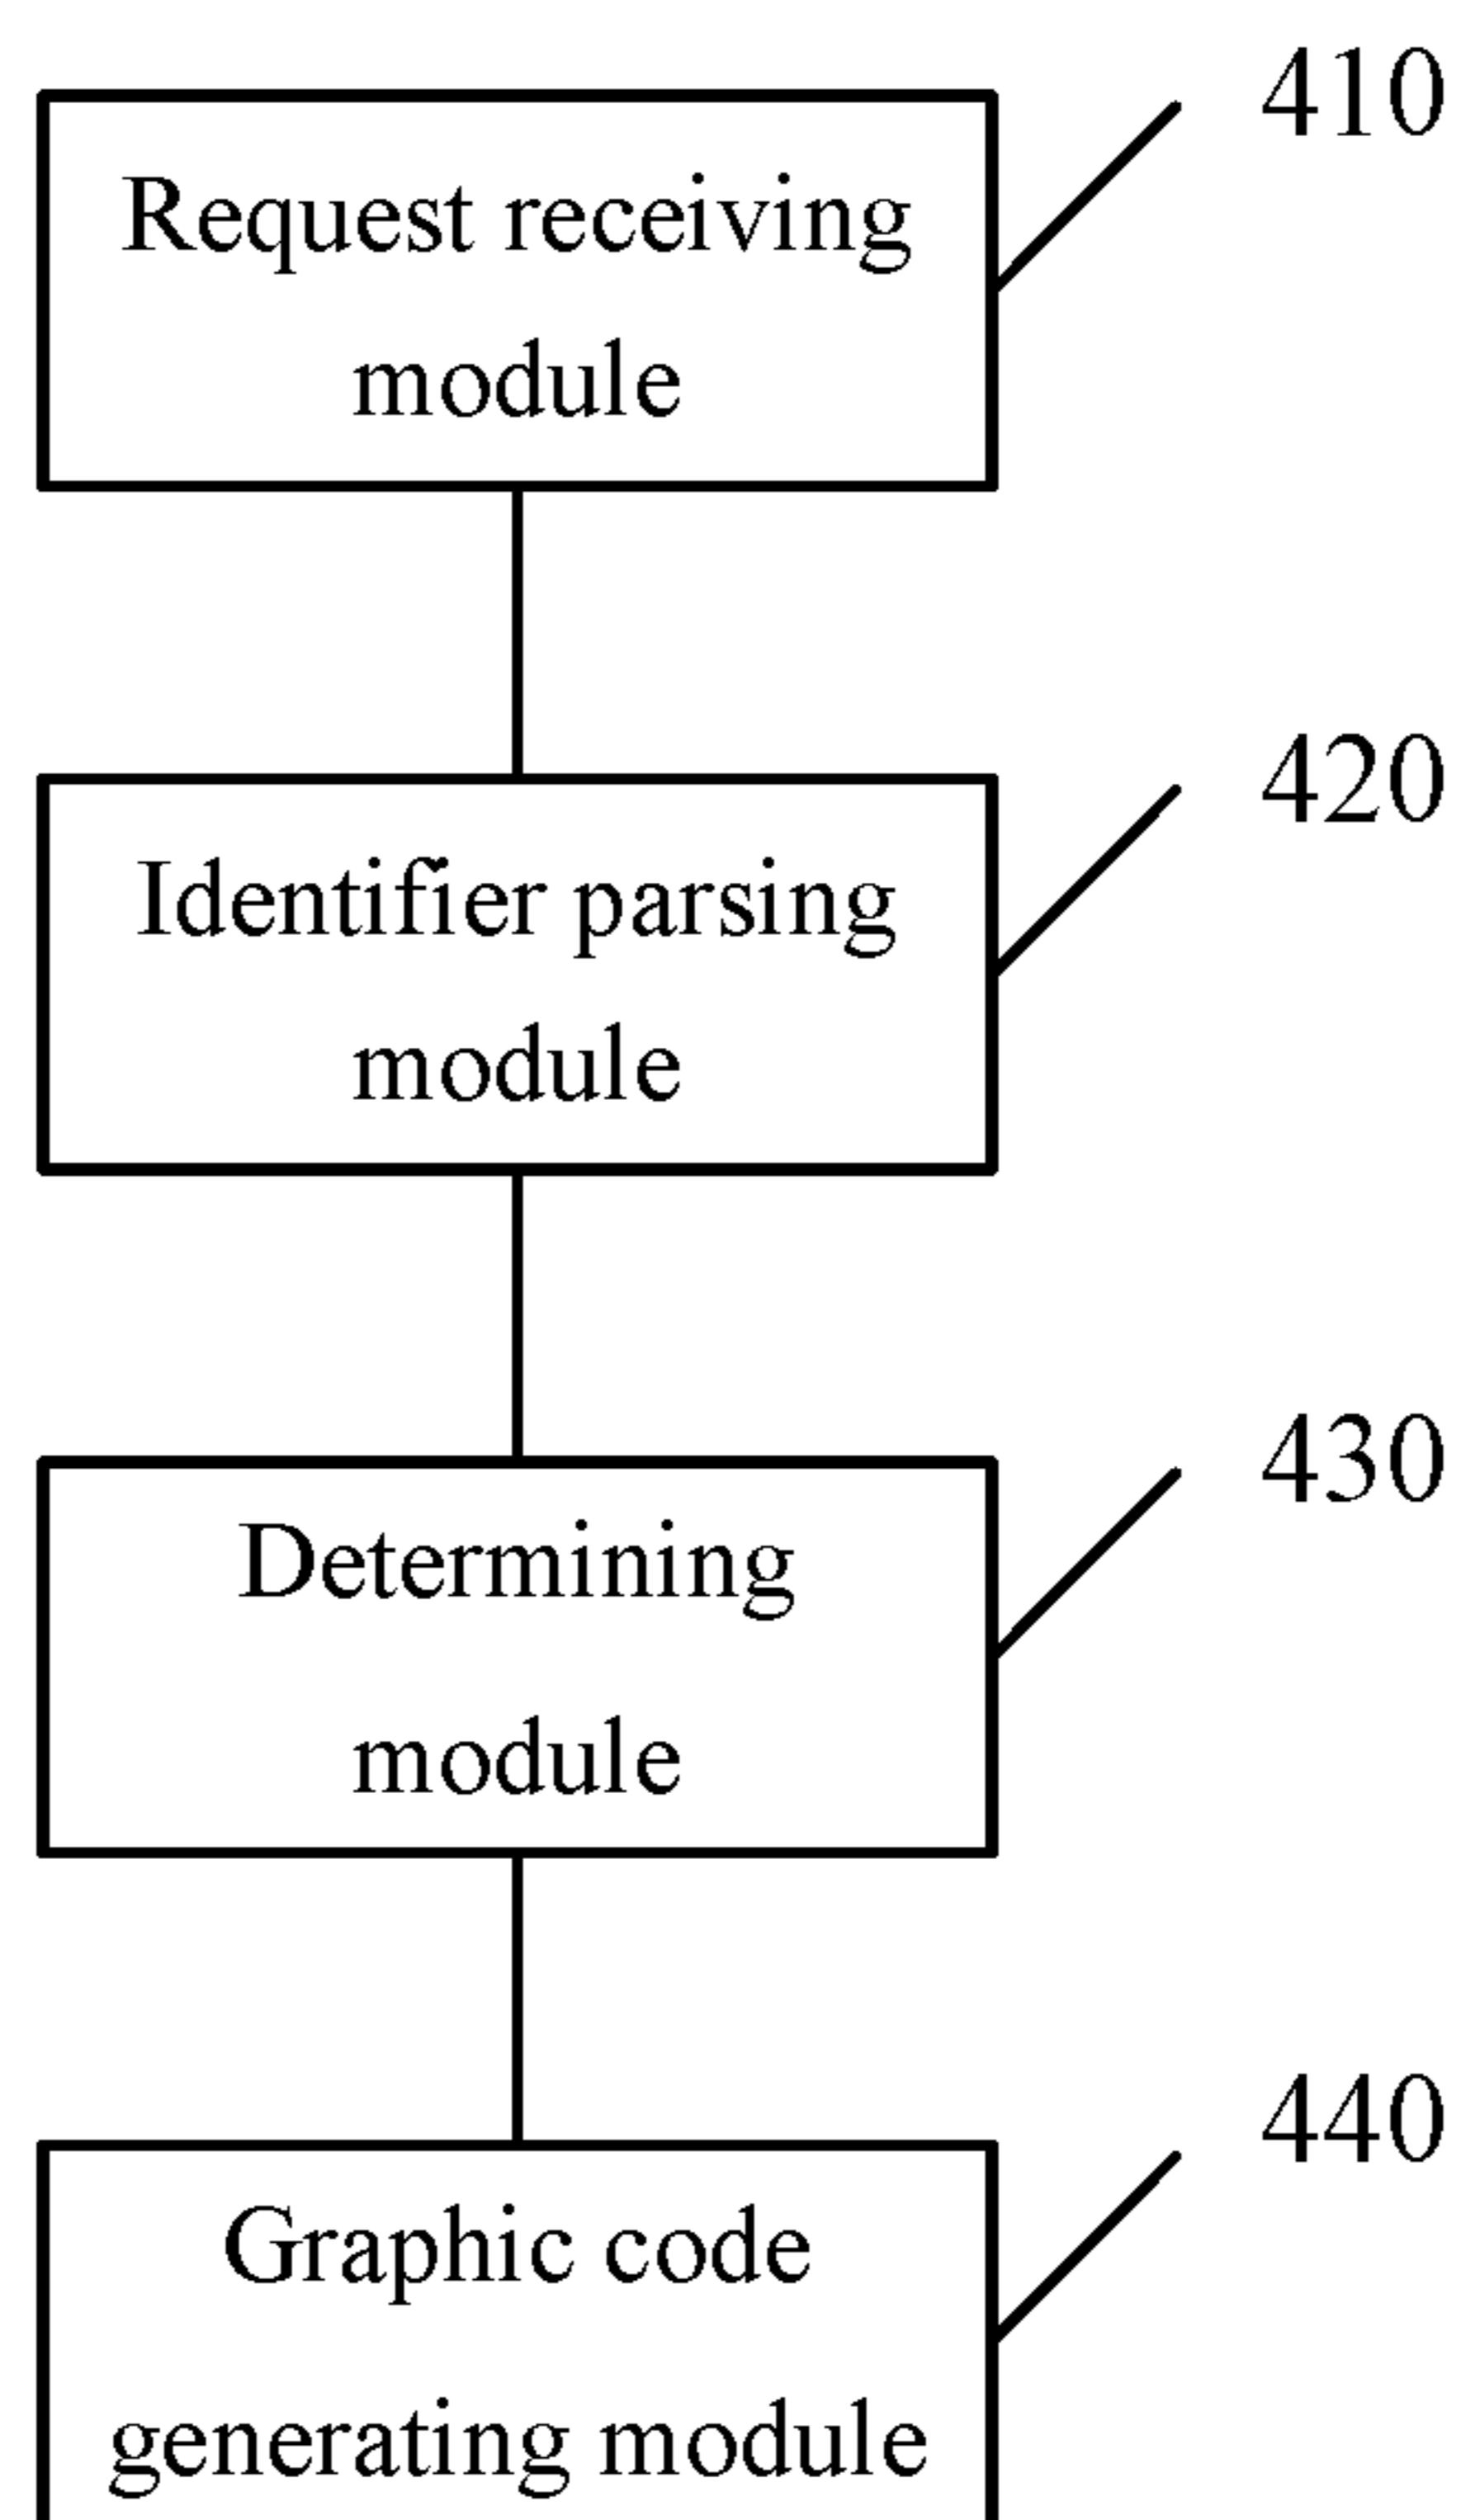 410
Request receiving
module
420
Identifier parsing
module
430
Determining
module
440
Graphic code
generating module